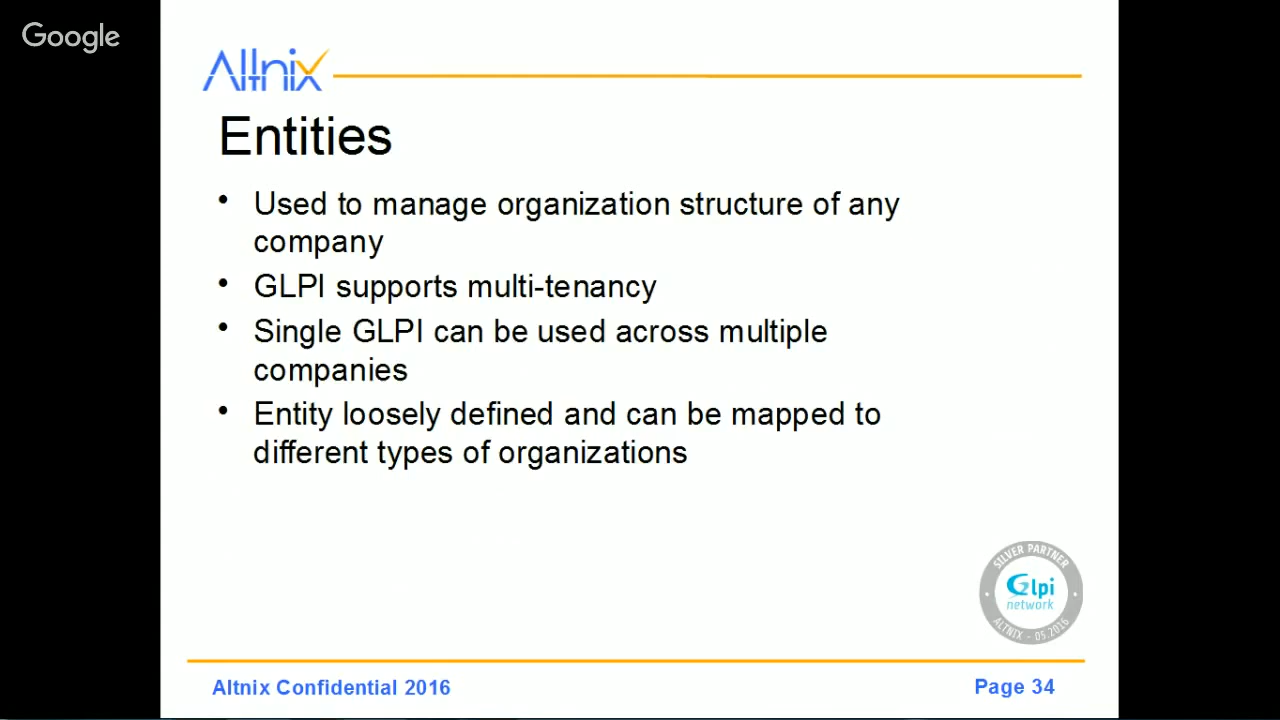 Google
Altnix
Entities
• Used to manage organization structure of any
company
• GLPI supports multi-tenancy
• Single GLPI can be used across multiple
companies
• Entity loosely defined and can be mapped to
different types of organizations
SILVER PARTNER
Glpi
network
ALTNIX - 05.2016
Altnix Confidential 2016
Page 34